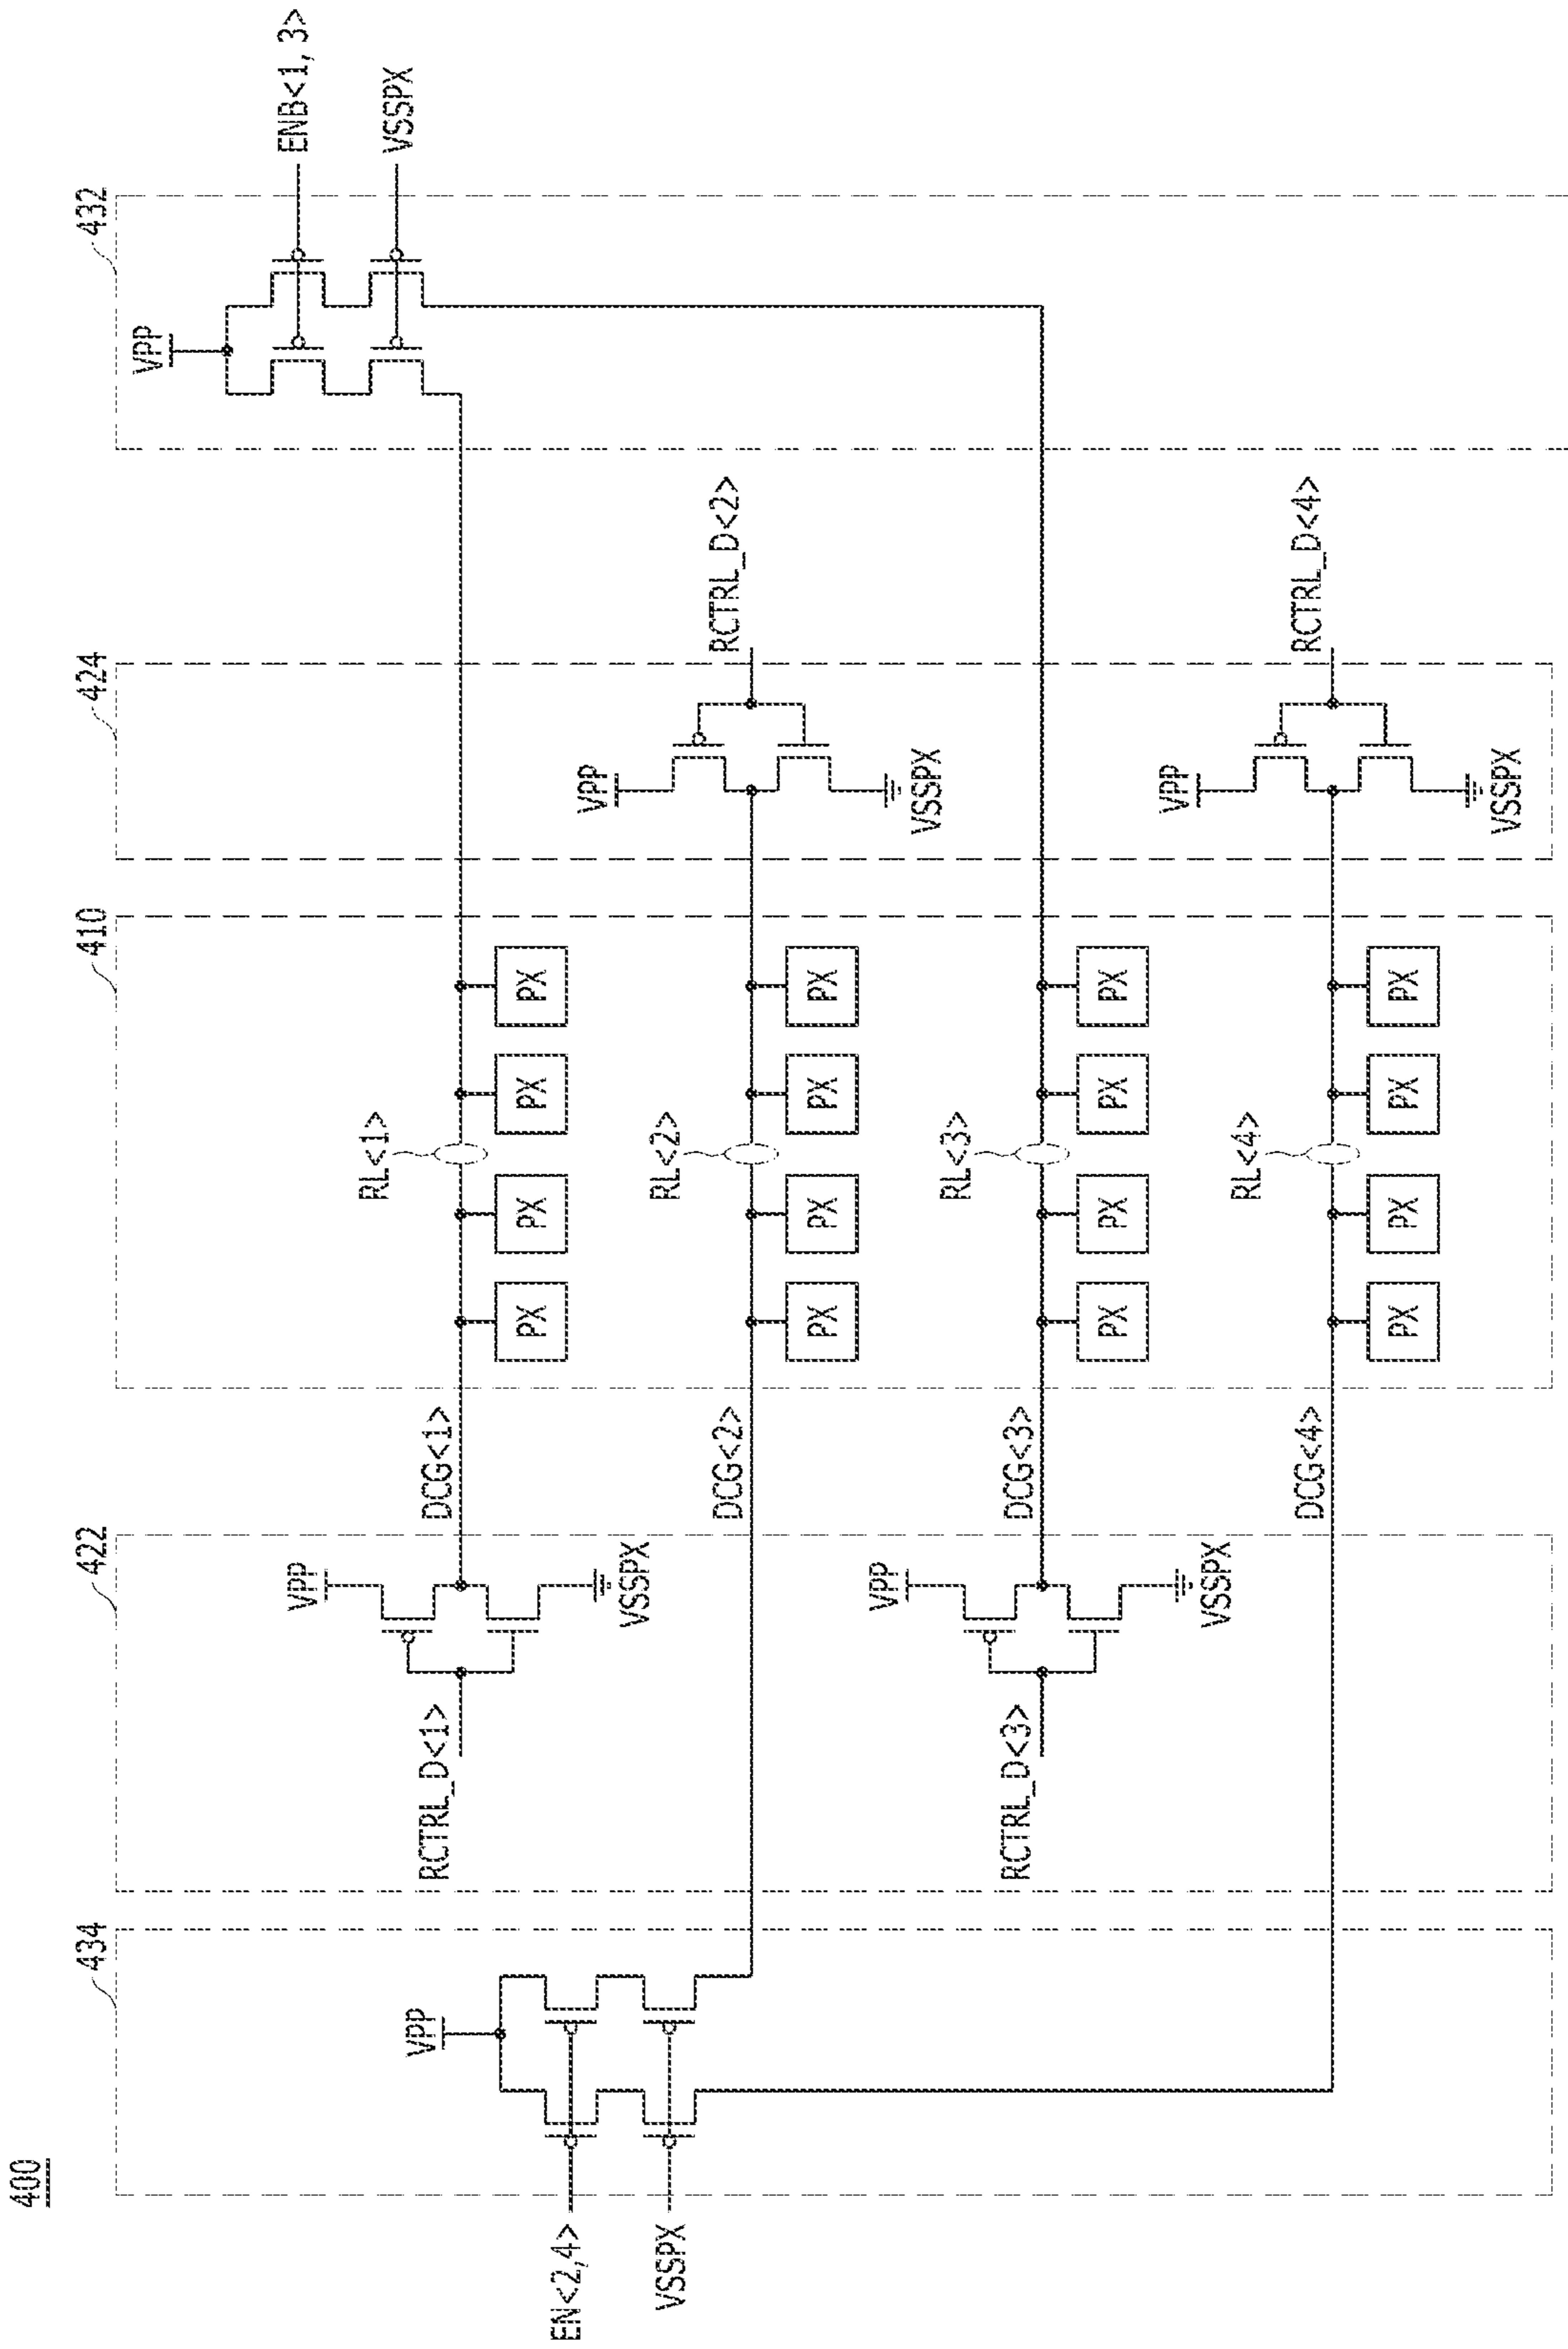 400
434
422
410
424
432
VPP
ENB<1, 3>
VSSPX
VPP
RCTRL_D<1>
VSSPX
DCG<1>
RL<1>
PX
PX
PX
PX
VPP
EN<2,4>
VSSPX
DCG<2>
RL<2>
PX
PX
PX
PX
VPP
RCTRL_D<2>
VSSPX
VPP
RCTRL_D<3>
VSSPX
DCG<3>
RL<3>
PX
PX
PX
PX
DCG<4>
RL<4>
PX
PX
PX
PX
VPP
RCTRL_D<4>
VSSPX